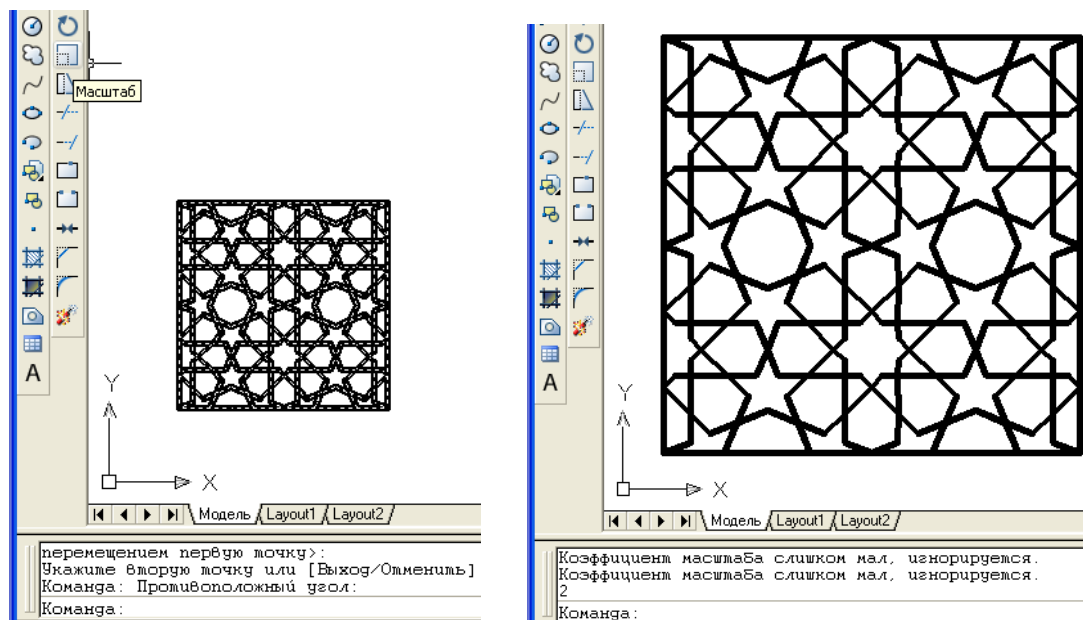 Масштаб
A
Y
X
Модель Layout1 Layout2
перемещением первую точку>:
Укажите вторую точку или [Выход/Отменить]
Команда: Противоположный угол:
Команда:
A
Y
X
Модель Layout1 Layout2
Коэффициент масштаба слишком мал, игнорируется.
Коэффициент масштаба слишком мал, игнорируется.
2
Команда: